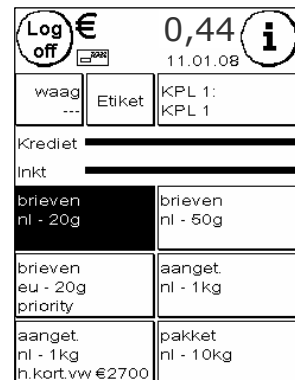 Log off € 0,44 i
11.01.08
waag --- Etiket KPL 1: KPL 1
Krediet
Inkt
brieven
nl - 20g
brieven
nl - 50g
brieven
eu - 20g
priority
aanget.
nl - 1kg
aanget.
nl - 1kg
h.kort.vw €2700
pakket
nl - 10kg